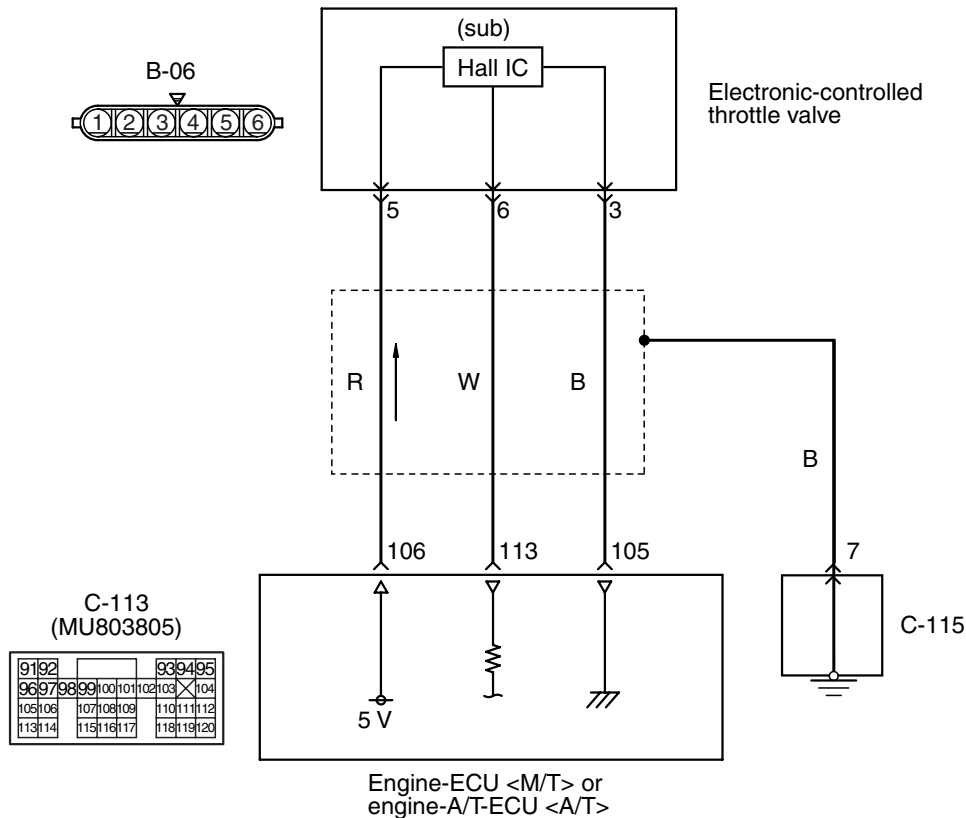 (sub)
Hall IC
B-06
1 2 3 4 5 6
Electronic-controlled
throttle valve
5 6 3
R W B
B
106 113 105
7
C-113
(MU803805)
91 92 93 94 95
96 97 98 99 100 101 102 103 104
105 106 107 108 109 110 111 112
113 114 115 116 117 118 119 120
5 V
C-115
Engine-ECU <M/T> or
engine-A/T-ECU <A/T>